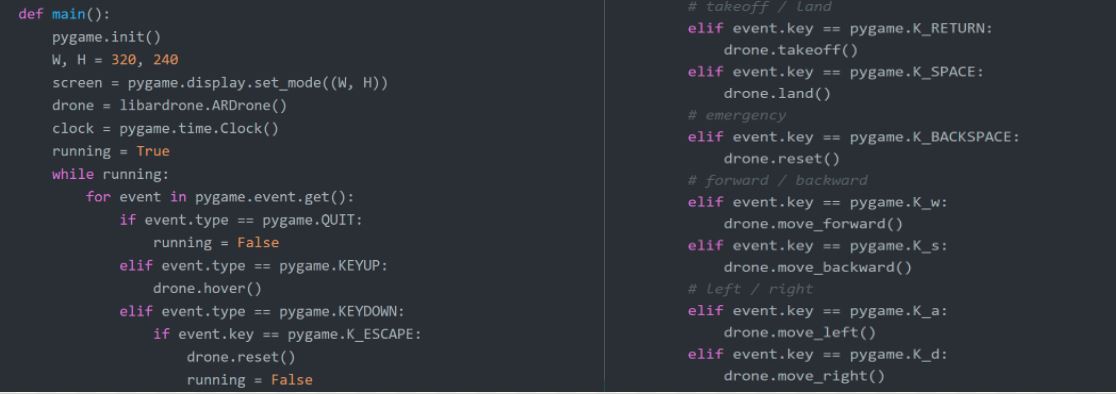 def main():
    pygame.init()
    W, H = 320, 240
    screen = pygame.display.set_mode((W, H))
    drone = libardrone.ARDrone()
    clock = pygame.time.Clock()
    running = True
    while running:
        for event in pygame.event.get():
            if event.type == pygame.QUIT:
                running = False
            elif event.type == pygame.KEYUP:
                drone.hover()
            elif event.type == pygame.KEYDOWN:
                if event.key == pygame.K_ESCAPE:
                    drone.reset()
                    running = False
                # takeoff / land
                elif event.key == pygame.K_RETURN:
                    drone.takeoff()
                elif event.key == pygame.K_SPACE:
                    drone.land()
                # emergency
                elif event.key == pygame.K_BACKSPACE:
                    drone.reset()
                # forward / backward
                elif event.key == pygame.K_w:
                    drone.move_forward()
                elif event.key == pygame.K_s:
                    drone.move_backward()
                # left / right
                elif event.key == pygame.K_a:
                    drone.move_left()
                elif event.key == pygame.K_d:
                    drone.move_right()